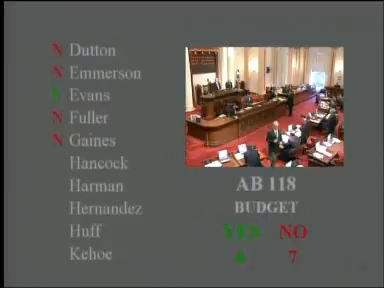 N Dutton
N Emmerson
Evans
N Fuller
N Gaines
Hancock
Harman
Hernandez
Huff
Kehoe
AB 118
BUDGET
YES NO
6 7